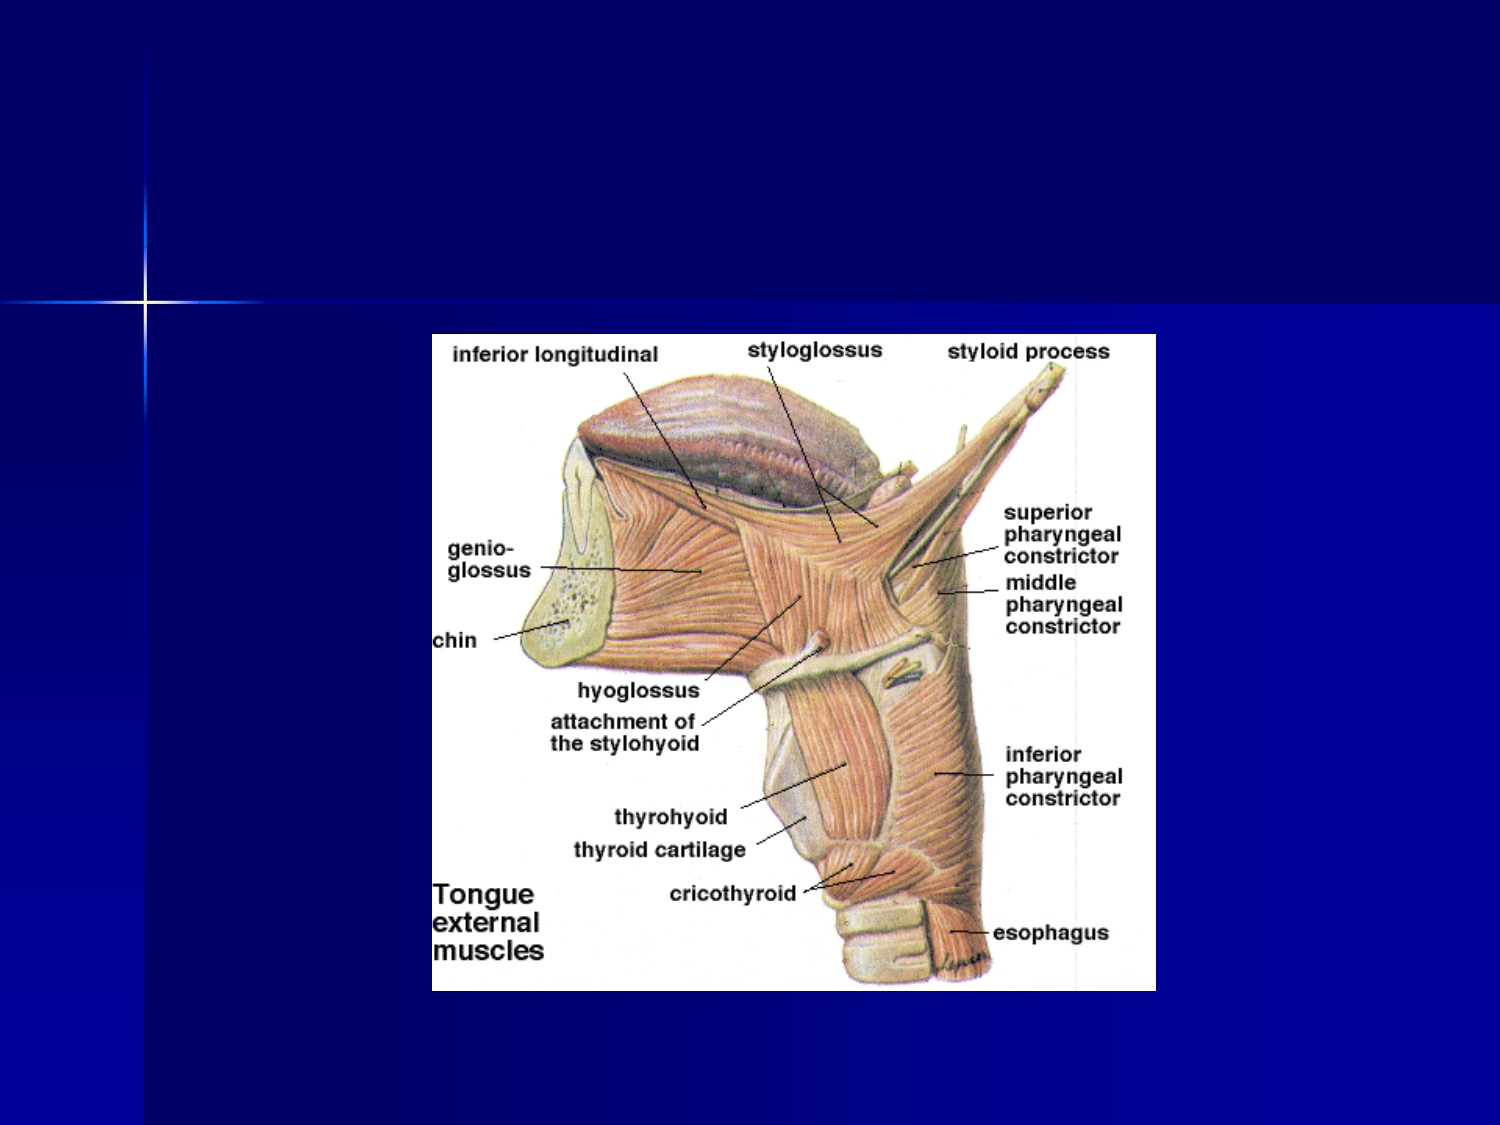 inferior longitudinal
styloglossus
styloid process
superior
pharyngeal
constrictor
genio-
glossus
middle
pharyngeal
constrictor
chin
hyoglossus
attachment of
the stylohyoid
inferior
pharyngeal
constrictor
thyrohyoid
thyroid cartilage
cricothyroid
Tongue
external
muscles
esophagus